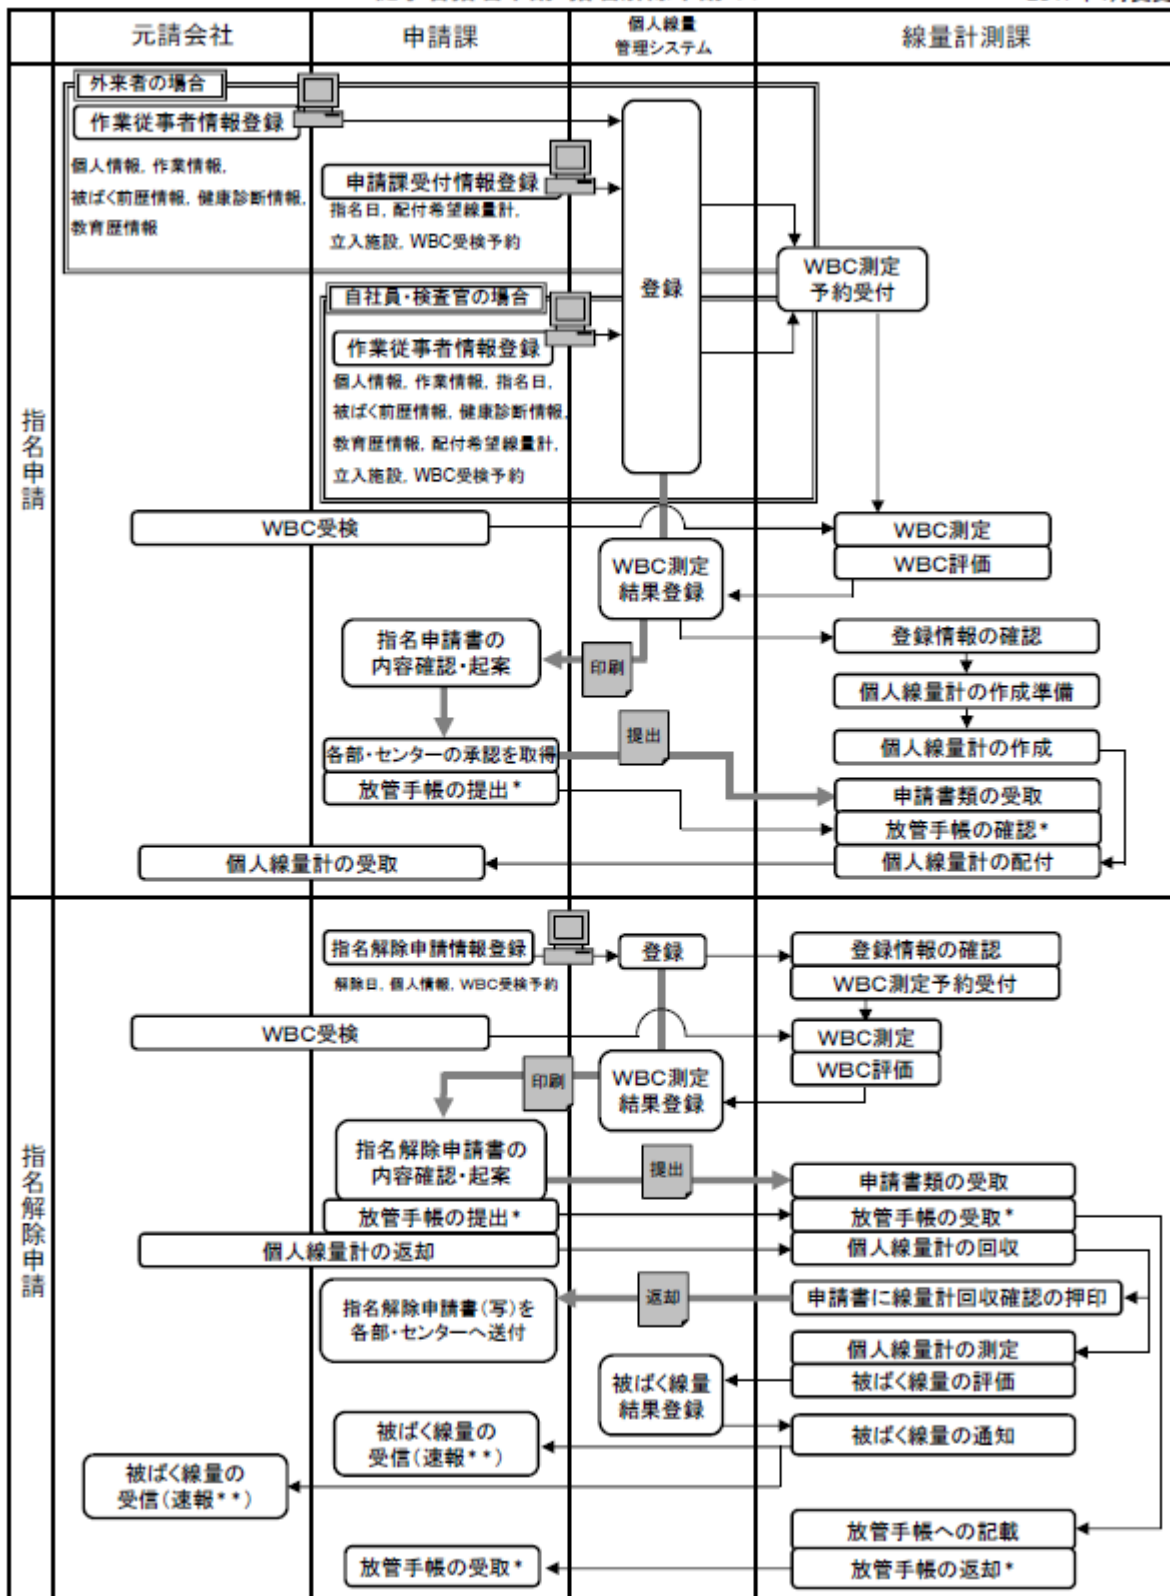 元請会社
申請課
個人線量
管理システム
線量計測課
指名申請
外来者の場合
作業従事者情報登録
個人情報, 作業情報,
被ばく前歴情報, 健康診断情報,
教育歴情報
申請課受付情報登録
指名日, 配付希望線量計,
立入施設, WBC受検予約
登録
WBC測定
予約受付
自社員・検査官の場合
作業従事者情報登録
個人情報, 作業情報, 指名日,
被ばく前歴情報, 健康診断情報,
教育歴情報, 配付希望線量計,
立入施設, WBC受検予約
WBC受検
WBC測定
WBC評価
WBC測定
結果登録
指名申請書の
内容確認・起案
印刷
登録情報の確認
個人線量計の作成準備
個人線量計の作成
各部・センターの承認を取得
提出
放管手帳の提出*
申請書類の受取
放管手帳の確認*
個人線量計の受取
個人線量計の配付
指名解除申請
指名解除申請情報登録
解除日, 個人情報, WBC受検予約
登録
登録情報の確認
WBC測定予約受付
WBC受検
WBC測定
WBC評価
印刷
WBC測定
結果登録
指名解除申請書の
内容確認・起案
提出
申請書類の受取
放管手帳の提出*
放管手帳の受取*
個人線量計の返却
個人線量計の回収
指名解除申請書(写)を
各部・センターへ送付
返却
申請書に線量計回収確認の押印
個人線量計の測定
被ばく線量の評価
被ばく線量
結果登録
被ばく線量の通知
被ばく線量の
受信(速報**)
被ばく線量の
受信(速報**)
放管手帳への記載
放管手帳の受取*
放管手帳の返却*